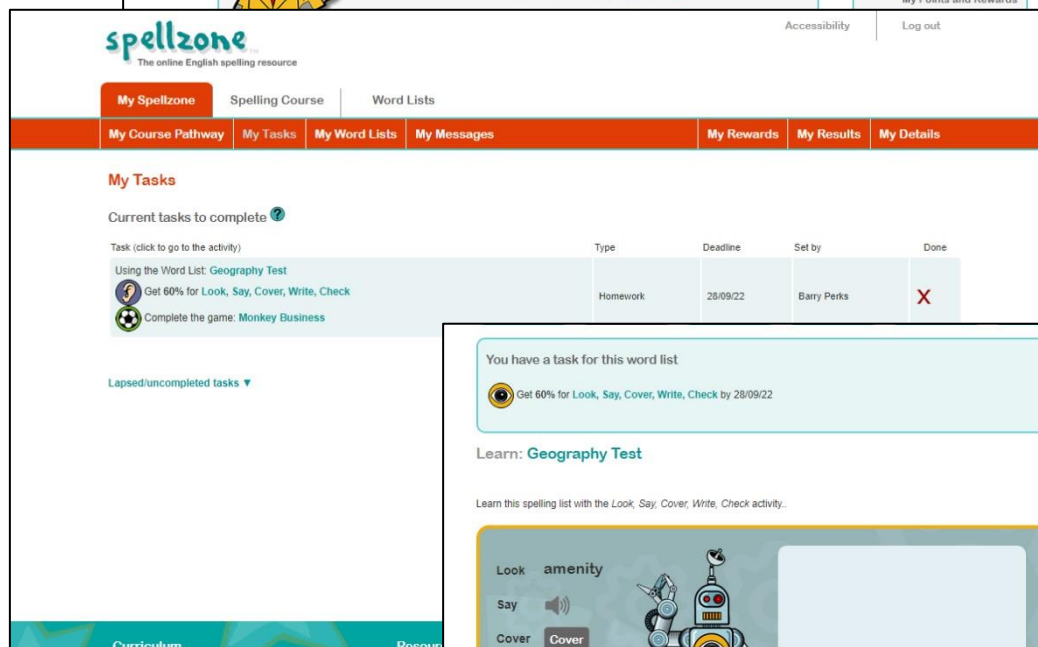 My Points and Rewards
Accessibility
Log out
spellzone
The online English spelling resource
My Spellzone
Spelling Course
Word Lists
My Course Pathway
My Tasks
My Word Lists
My Messages
My Rewards
My Results
My Details
My Tasks
Current tasks to complete ?
Task (click to go to the activity)
Type
Deadline
Set by
Done
Using the Word List: Geography Test
Get 60% for Look, Say, Cover, Write, Check
Complete the game: Monkey Business
Homework
28/09/22
Barry Perks
X
Lapsed/uncompleted tasks ▼
You have a task for this word list
Get 60% for Look, Say, Cover, Write, Check by 28/09/22
Learn: Geography Test
Learn this spelling list with the Look, Say, Cover, Write, Check activity..
Look amenity
Say
Cover Cover
Curriculum
Resour